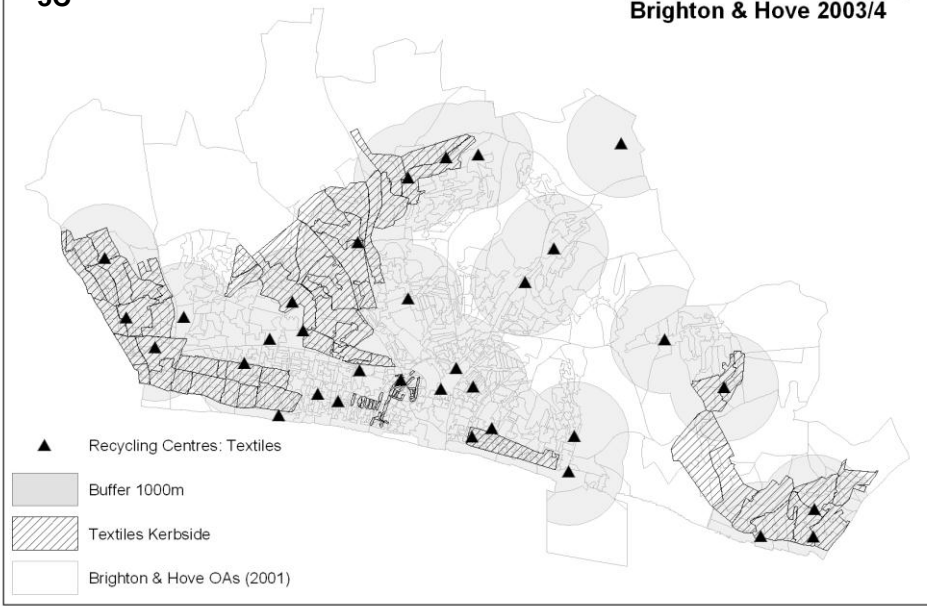 Brighton & Hove 2003/4
Recycling Centres: Textiles
Buffer 1000m
Textiles Kerbside
Brighton & Hove OAs (2001)